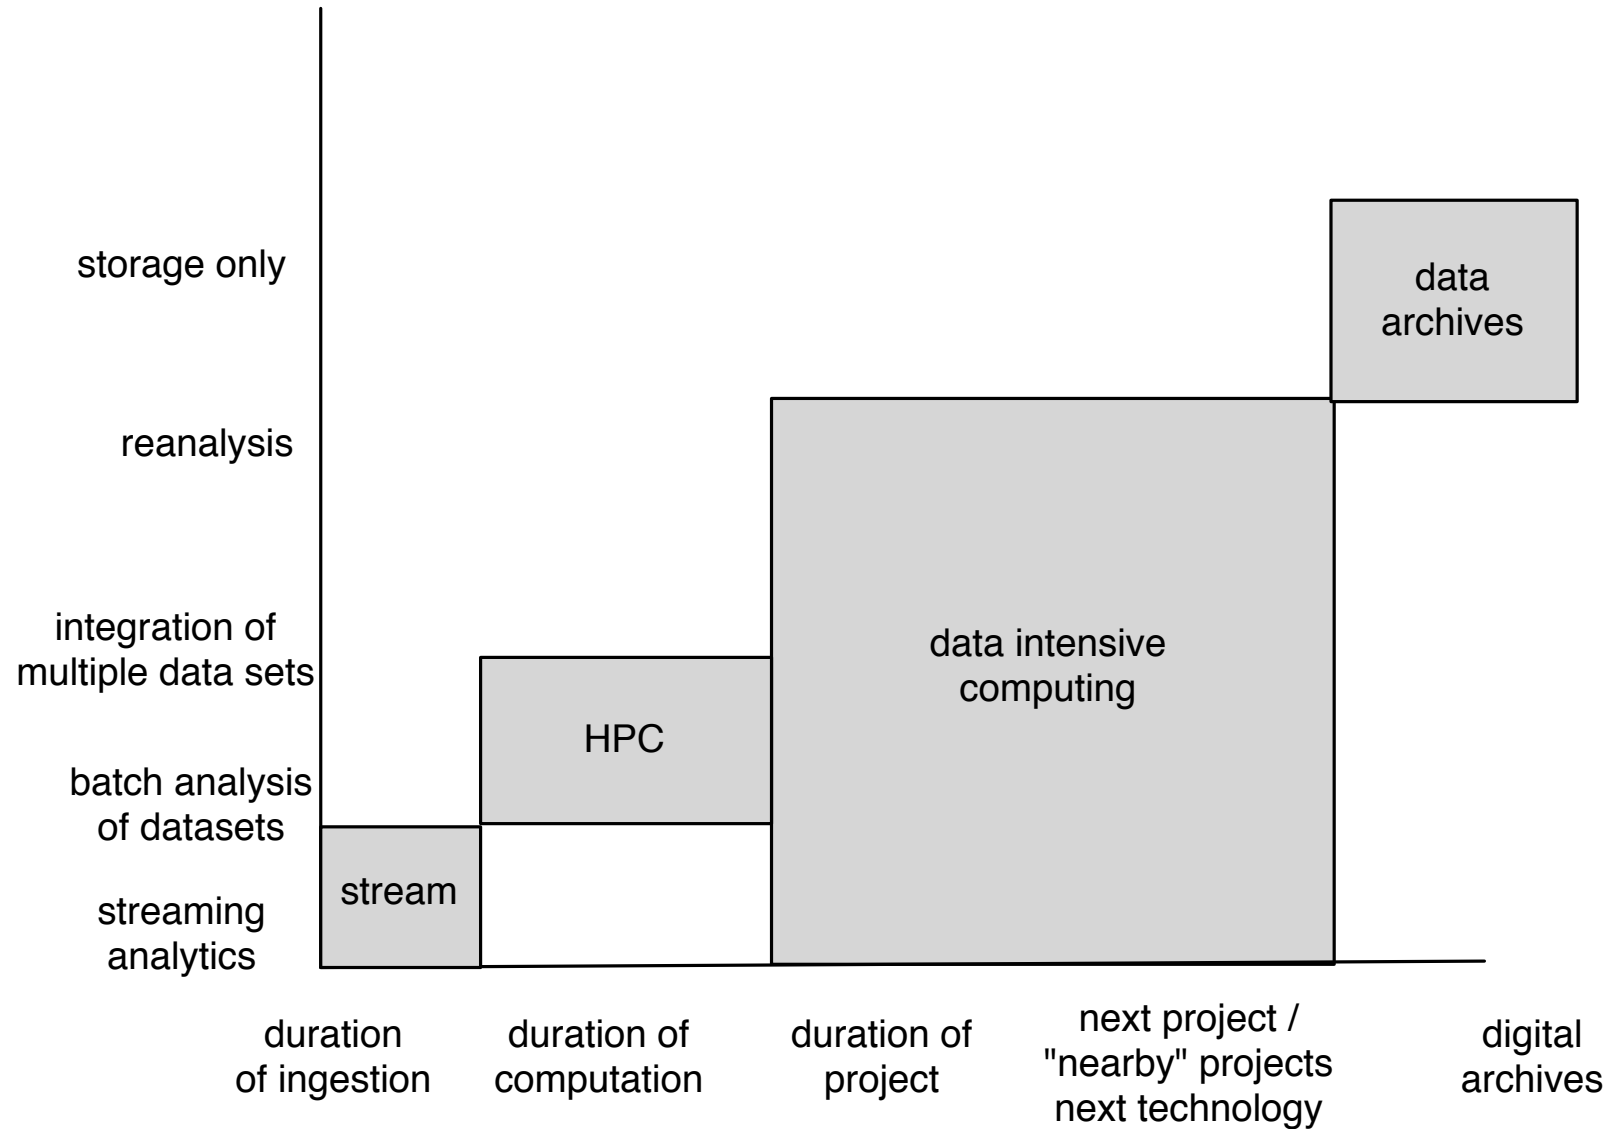 storage only
data
archives
reanalysis
integration of
multiple data sets
data intensive
computing
HPC
batch analysis
of datasets
stream
streaming
analytics
duration
of ingestion
duration of
computation
duration of
project
next project /
"nearby" projects
next technology
digital
archives